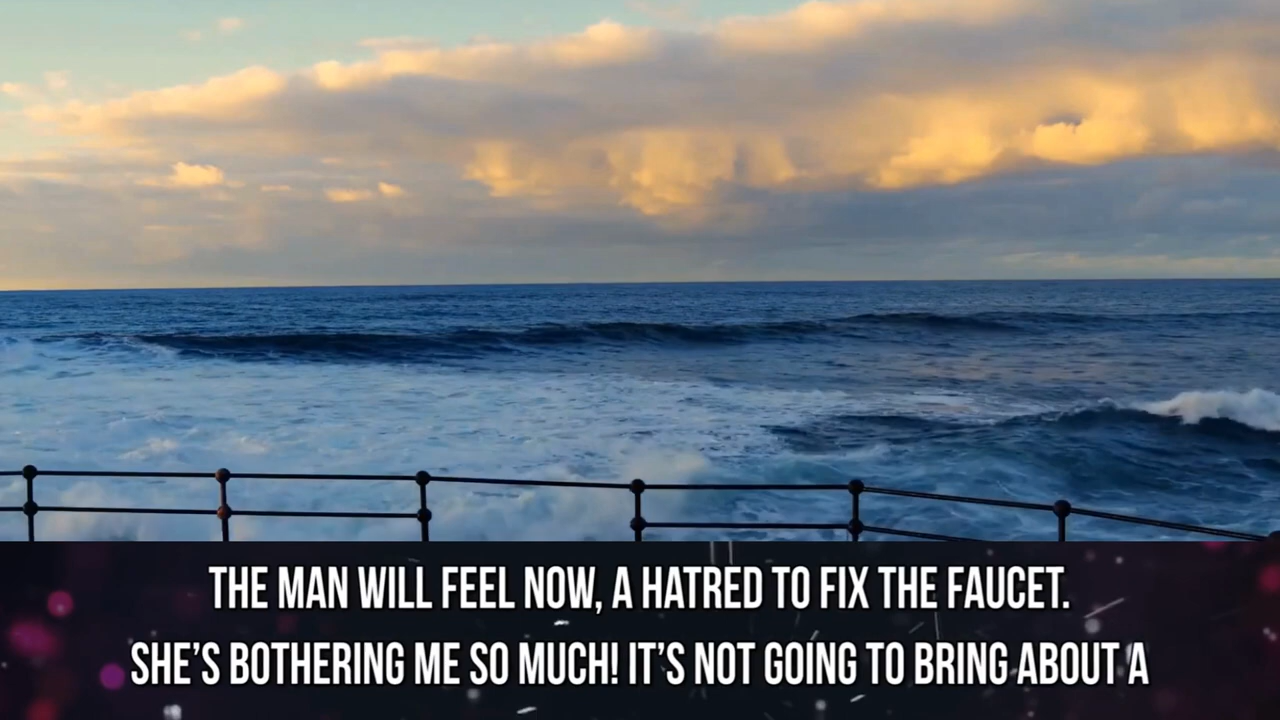 THE MAN WILL FEEL NOW, A HATRED TO FIX THE FAUCET.
SHE'S BOTHERING ME SO MUCH! IT'S NOT GOING TO BRING ABOUT A